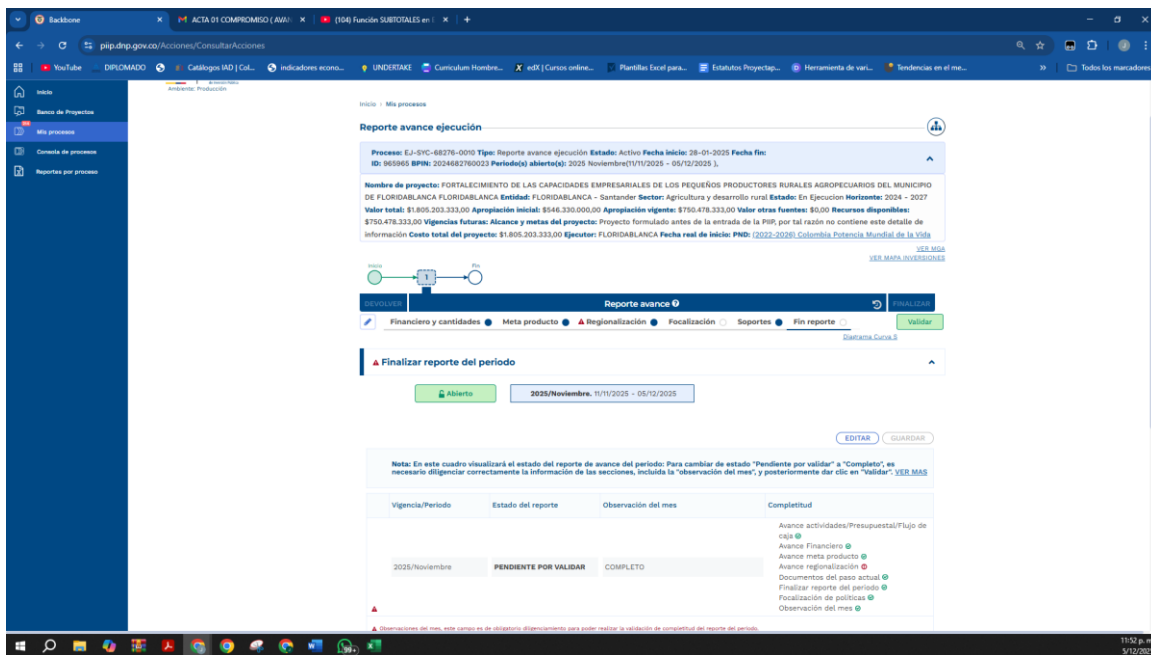 Backbone
ACTA 01 COMPROMISO ( AVAN
(104) Función SUBTOTALES en
piip.dnp.gov.co/Acciones/ConsultarAcciones
YouTube
DIPLOMADO
Catálogos IAD | Col...
indicadores econo...
UNDERTAKE
Curriculum Hombre...
edX | Cursos online...
Plantillas Excel para...
Estatutos Proyectap...
Herramienta de vari...
Tendencias en el me...
Todos los marcadores
Inicio
Banco de Proyectos
Mis procesos
Consola de procesos
Reportes por proceso
Ambiente: Producción
Inicio > Mis procesos
Reporte avance ejecución
Proceso: EJ-SYC-68276-0010 Tipo: Reporte avance ejecución Estado: Activo Fecha inicio: 28-01-2025 Fecha fin:
ID: 965965 BPIN: 2024682760023 Periodo(s) abierto(s): 2025 Noviembre(11/11/2025 - 05/12/2025 ),
Nombre de proyecto: FORTALECIMIENTO DE LAS CAPACIDADES EMPRESARIALES DE LOS PEQUEÑOS PRODUCTORES RURALES AGROPECUARIOS DEL MUNICIPIO
DE FLORIDABLANCA FLORIDABLANCA Entidad: FLORIDABLANCA - Santander Sector: Agricultura y desarrollo rural Estado: En Ejecucion Horizonte: 2024 - 2027
Valor total: $1.805.203.333,00 Apropiación inicial: $546.330.000,00 Apropiación vigente: $750.478.333,00 Valor otras fuentes: $0,00 Recursos disponibles:
$750.478.333,00 Vigencias futuras: Alcance y metas del proyecto: Proyecto formulado antes de la entrada de la PIIP, por tal razón no contiene este detalle de
información Costo total del proyecto: $1.805.203.333,00 Ejecutor: FLORIDABLANCA Fecha real de inicio: PND: (2022-2026) Colombia Potencia Mundial de la Vida
VER MGA
VER MAPA INVERSIONES
Inicio
1
Fin
DEVOLVER
Reporte avance
FINALIZAR
Financiero y cantidades
Meta producto
Regionalización
Focalización
Soportes
Fin reporte
Validar
Diagrama Curva S
Finalizar reporte del periodo
Abierto
2025/Noviembre. 11/11/2025 - 05/12/2025
EDITAR
GUARDAR
Nota: En este cuadro visualizará el estado del reporte de avance del periodo: Para cambiar de estado "Pendiente por validar" a "Completo", es
necesario diligenciar correctamente la información de las secciones, incluida la "observación del mes", y posteriormente dar clic en "Validar". VER MAS
Vigencia/Periodo
Estado del reporte
Observación del mes
Completitud
2025/Noviembre
PENDIENTE POR VALIDAR
COMPLETO
Avance actividades/Presupuestal/Flujo de
caja
Avance Financiero
Avance meta producto
Avance regionalización
Documentos del paso actual
Finalizar reporte del periodo
Focalización de políticas
Observación del mes
Observaciones del mes, este campo es de obligatorio diligenciamiento para poder realizar la validación de completitud del reporte del periodo.
99+
11:52 p. m.
5/12/2025